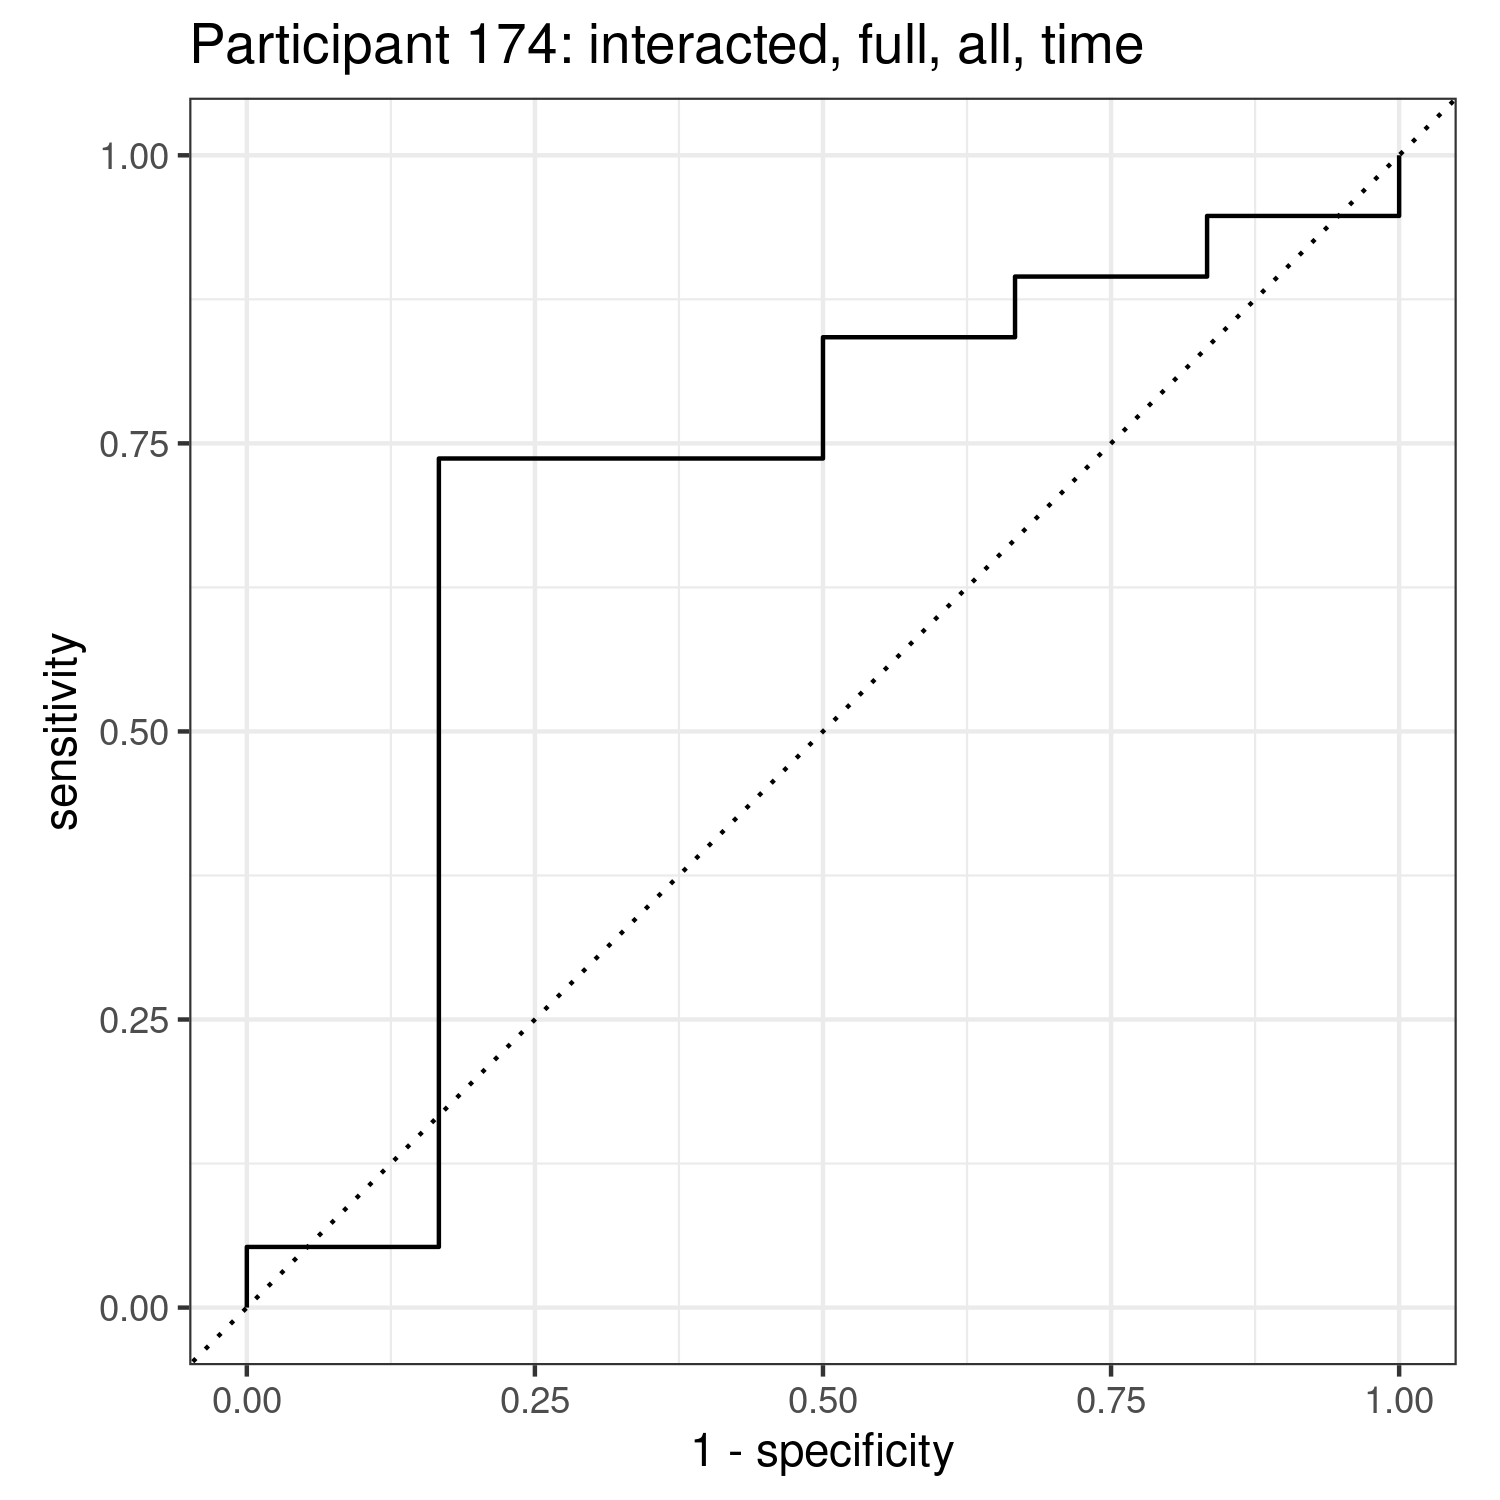 Participant 174: interacted, full, all, time
1.00
0.75
0.50
0.25
0.00
sensitivity
0.00 0.25 0.50 0.75 1.00
1 - specificity